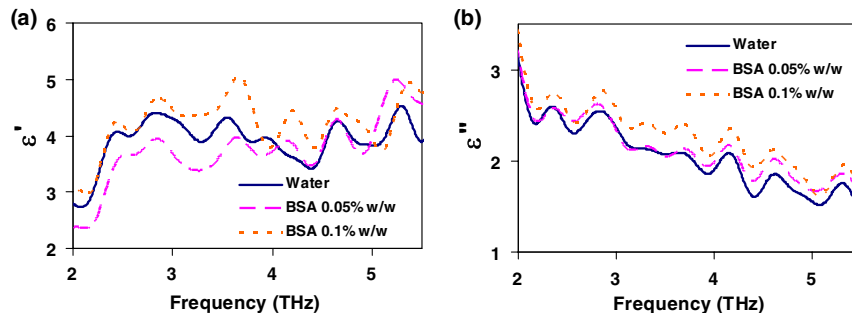 (a)
6
5
4
3
2
ε'
2 3 4 5
Frequency (THz)
Water
BSA 0.05% w/w
BSA 0.1% w/w
(b)
3
2
1
ε"
2 3 4 5
Frequency (THz)
Water
BSA 0.05% w/w
BSA 0.1% w/w